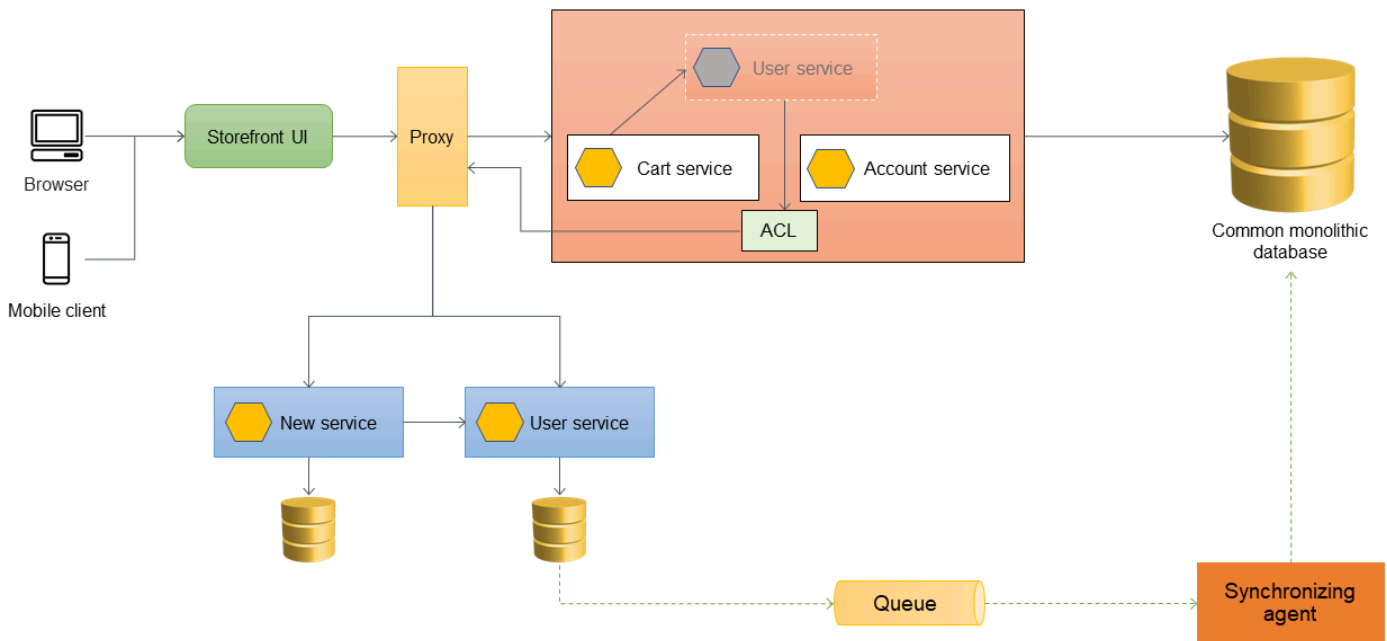 User service
Storefront UI
Proxy
Cart service
Account service
Browser
ACL
Common monolithic
database
Mobile client
New service
User service
Queue
Synchronizing
agent